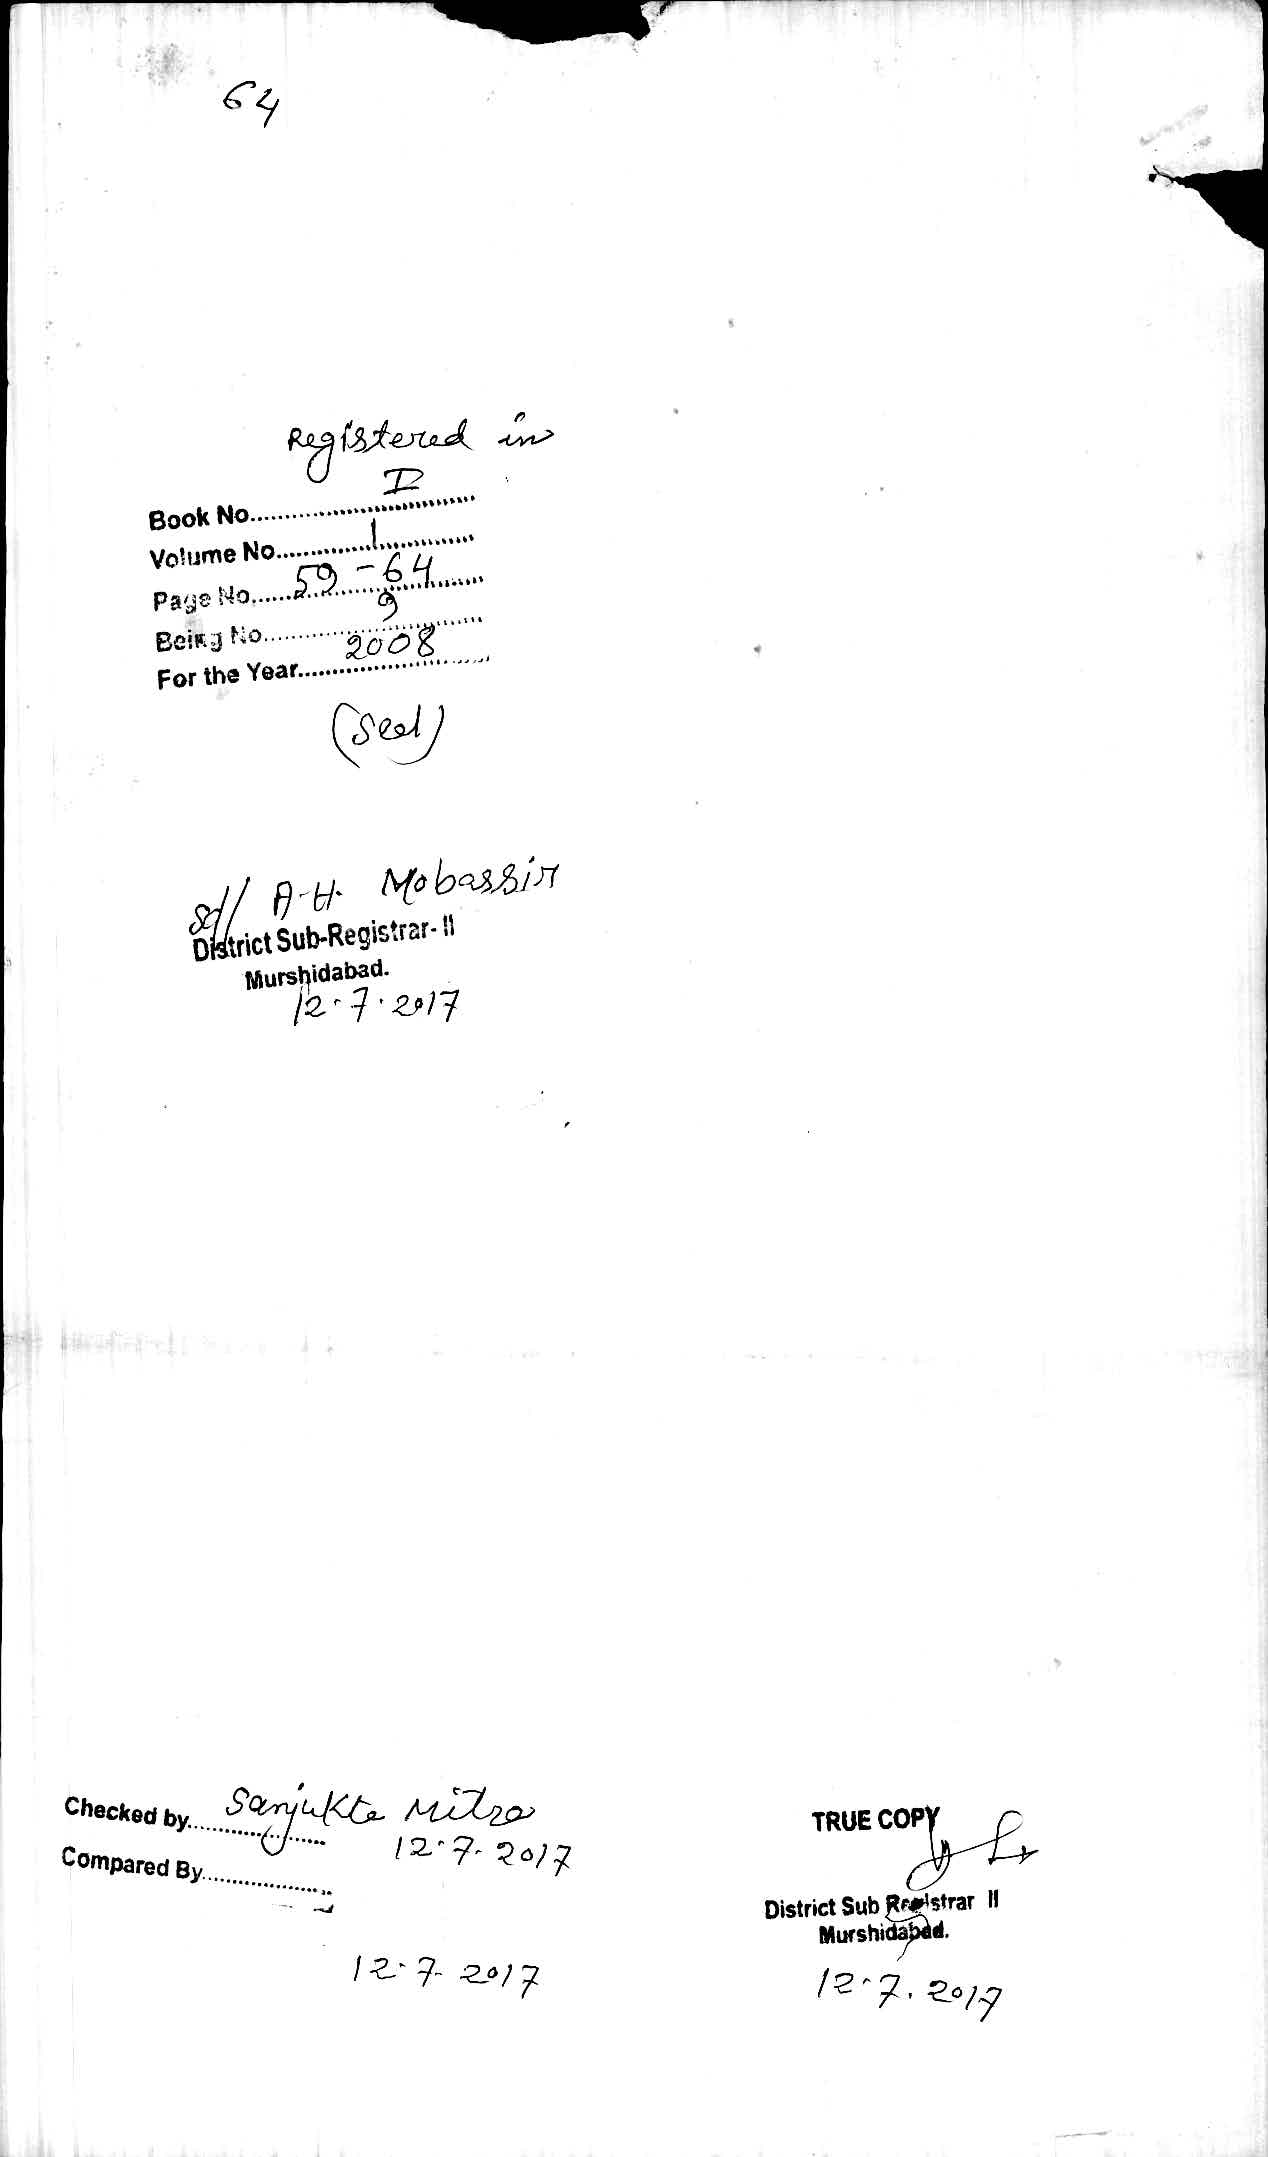 64
Registered in
Book No. I
Volume No. 1
Page No. 59 - 64
Being No. 9
For the Year. 2008
(Seal)
sd// A.H. Mobassir
District Sub-Registrar- II
Murshidabad.
12.7.2017
Checked by. Sanjukta Mitra
12.7.2017
Compared By.
12.7.2017
TRUE COPY
District Sub Registrar II
Murshidabad.
12.7.2017